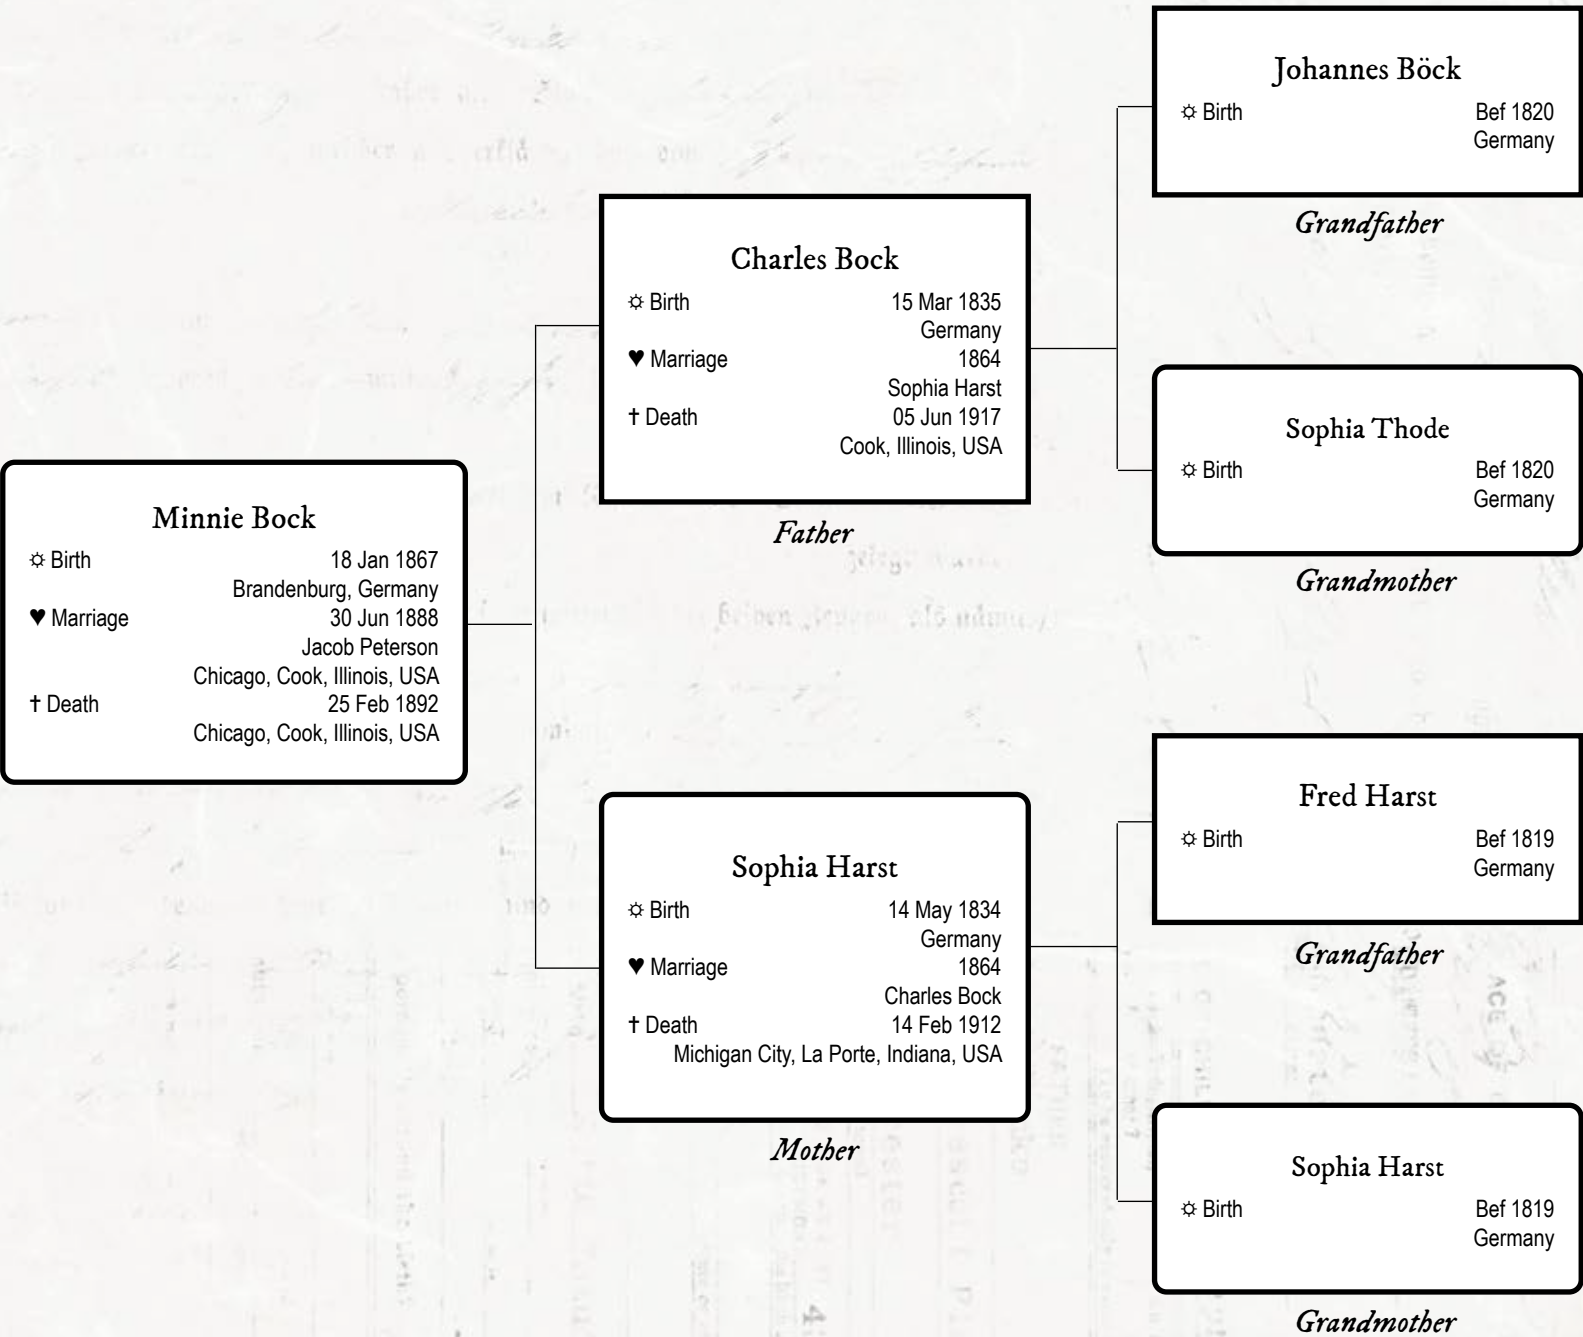 Johannes Böck
☼ Birth Bef 1820
Germany
Grandfather
Charles Bock
☼ Birth 15 Mar 1835
Germany
♥ Marriage 1864
Sophia Harst
† Death 05 Jun 1917
Cook, Illinois, USA
Father
Sophia Thode
☼ Birth Bef 1820
Germany
Grandmother
Minnie Bock
☼ Birth 18 Jan 1867
Brandenburg, Germany
♥ Marriage 30 Jun 1888
Jacob Peterson
Chicago, Cook, Illinois, USA
† Death 25 Feb 1892
Chicago, Cook, Illinois, USA
Fred Harst
☼ Birth Bef 1819
Germany
Grandfather
Sophia Harst
☼ Birth 14 May 1834
Germany
♥ Marriage 1864
Charles Bock
† Death 14 Feb 1912
Michigan City, La Porte, Indiana, USA
Mother
Sophia Harst
☼ Birth Bef 1819
Germany
Grandmother